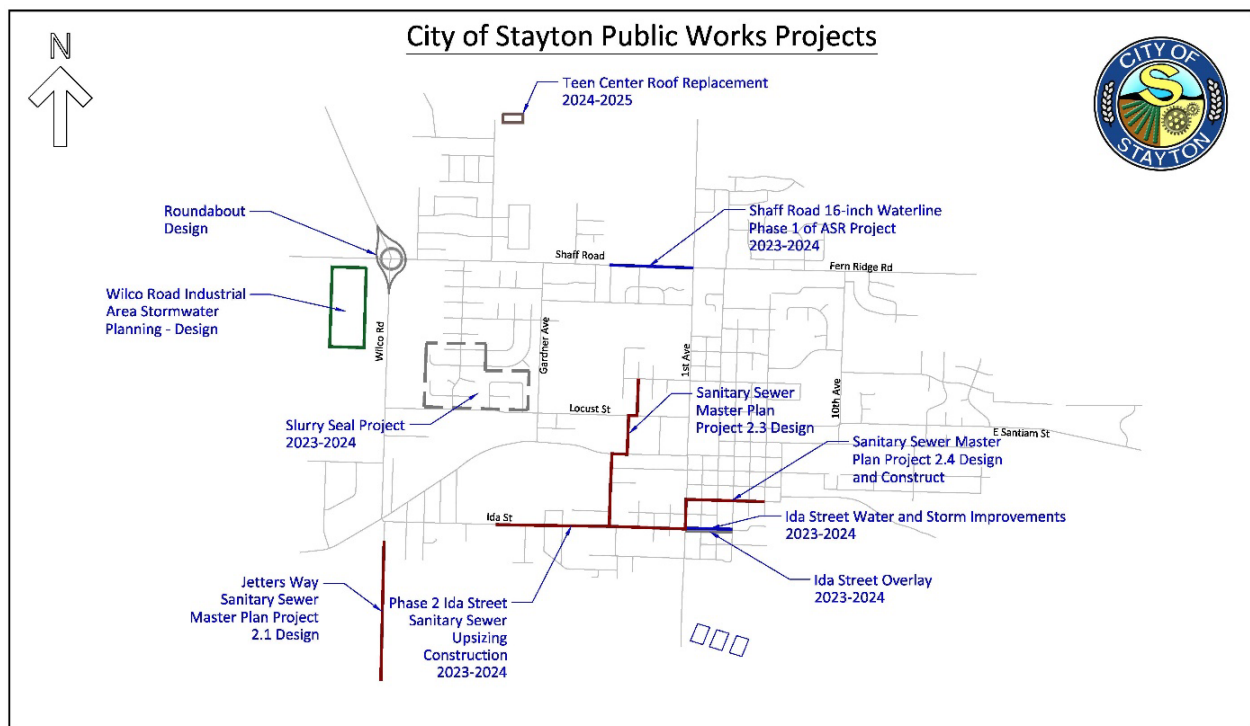 City of Stayton Public Works Projects
N
CITY OF
S
STAYTON
Teen Center Roof Replacement
2024-2025
Roundabout
Design
Shaff Road 16-inch Waterline
Phase 1 of ASR Project
2023-2024
Shaff Road
Fern Ridge Rd
Wilco Road Industrial
Area Stormwater
Planning - Design
Wilco Rd
Gardner Ave
1st Ave
10th Ave
Slurry Seal Project
2023-2024
Locust St
Sanitary Sewer
Master Plan
Project 2.3 Design
E Santiam St
Sanitary Sewer Master
Plan Project 2.4 Design
and Construct
Ida St
Ida Street Water and Storm Improvements
2023-2024
Ida Street Overlay
2023-2024
Jetters Way
Sanitary Sewer
Master Plan Project
2.1 Design
Phase 2 Ida Street
Sanitary Sewer
Upsizing
Construction
2023-2024